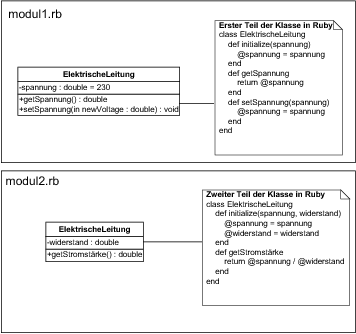 modul1.rb
ElektrischeLeitung
-spannung : double = 230
+getSpannung() : double
+setSpannung(in newVoltage : double) : void
Erster Teil der Klasse in Ruby
class ElektrischeLeitung
def initialize(spannung)
@spannung = spannung
end
def getSpannung
return @spannung
end
def setSpannung(spannung)
@spannung = spannung
end
end
modul2.rb
ElektrischeLeitung
-widerstand : double
+getStromstärke() : double
Zweiter Teil der Klasse in Ruby
class ElektrischeLeitung
def initialize(spannung, widerstand)
@spannung = spannung
@widerstand = widerstand
end
def getStromstärke
return @spannung / @widerstand
end
end